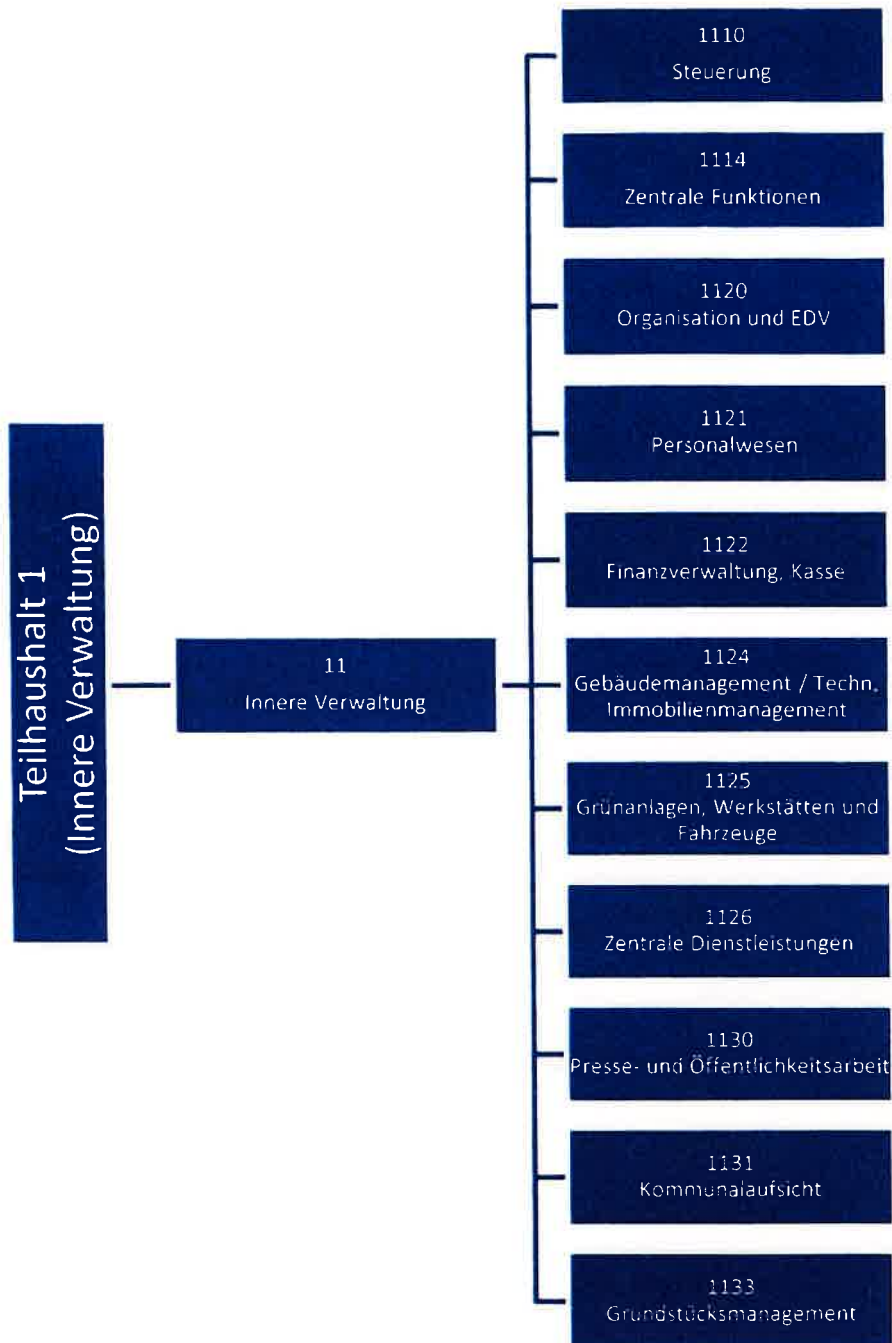 Teilhaushalt 1
(Innere Verwaltung)
11
Innere Verwaltung
1110
Steuerung
1114
Zentrale Funktionen
1120
Organisation und EDV
1121
Personalwesen
1122
Finanzverwaltung, Kasse
1124
Gebäudemanagement / Techn.
Immobilienmanagement
1125
Grünanlagen, Werkstätten und
Fahrzeuge
1126
Zentrale Dienstleistungen
1130
Presse- und Öffentlichkeitsarbeit
1131
Kommunalaufsicht
1133
Grundstücksmanagement